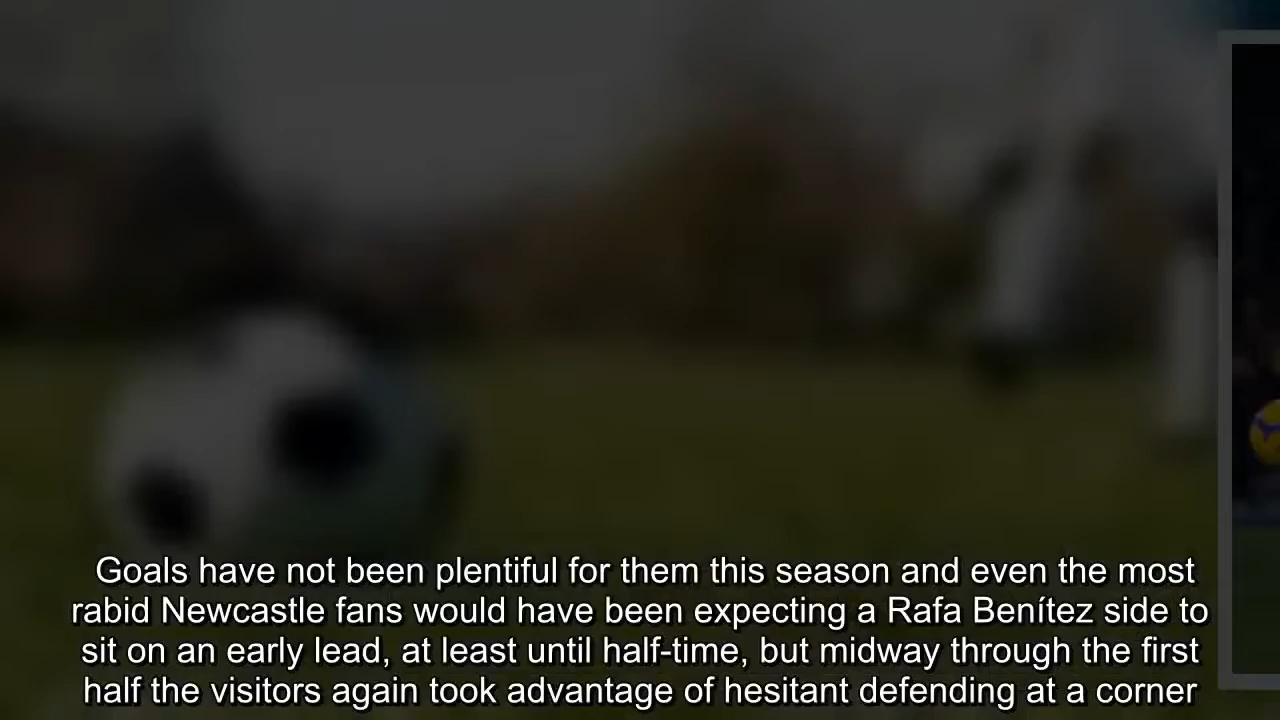 Goals have not been plentiful for them this season and even the most
rabid Newcastle fans would have been expecting a Rafa Benítez side to
sit on an early lead, at least until half-time, but midway through the first
half the visitors again took advantage of hesitant defending at a corner